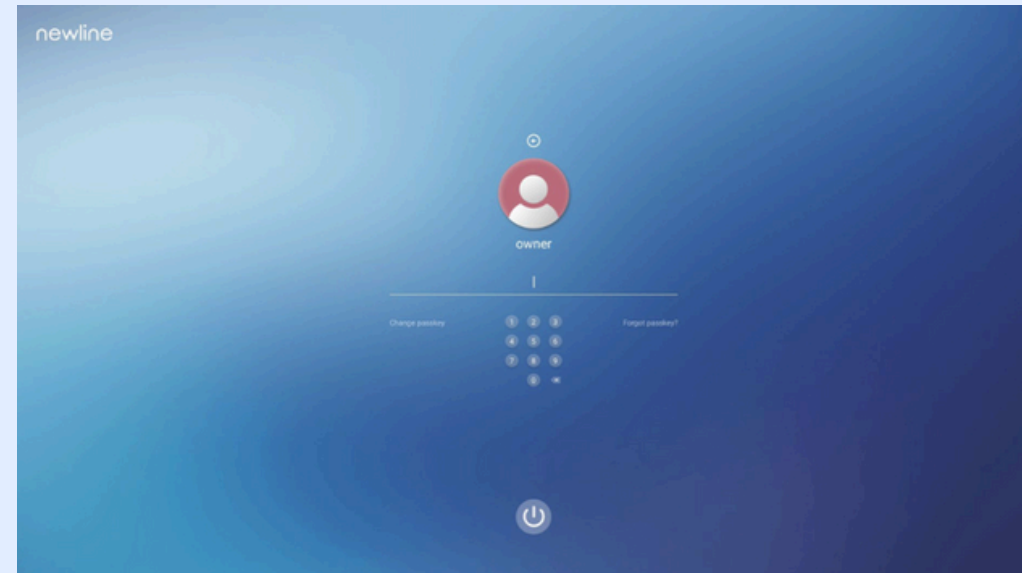 newline
owner
Change passkey
Forgot passkey?
1 2 3
4 5 6
7 8 9
0